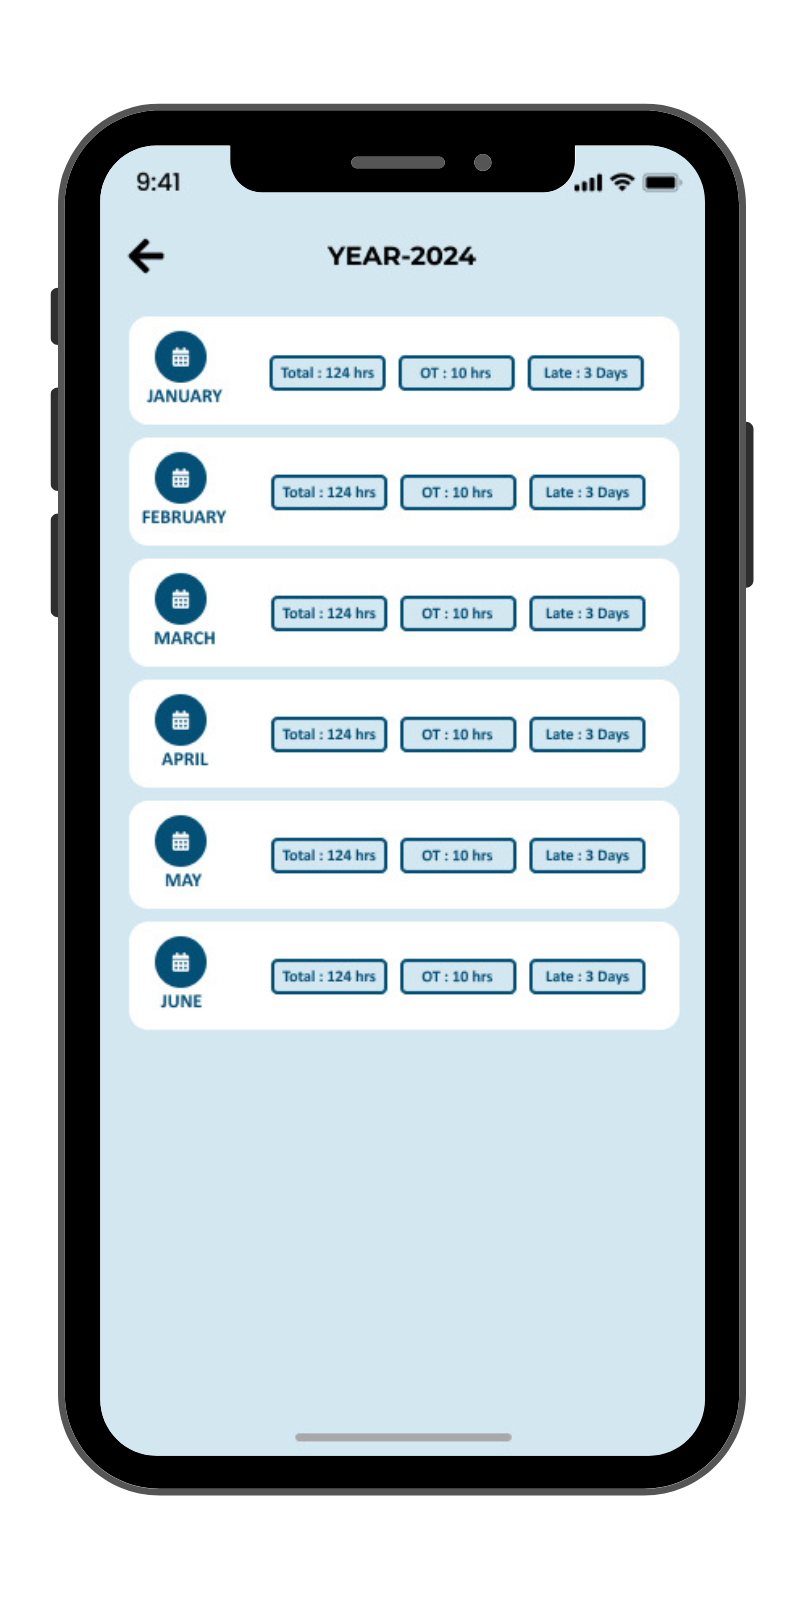 9:41
YEAR-2024
JANUARY
Total : 124 hrs
OT : 10 hrs
Late : 3 Days
FEBRUARY
Total : 124 hrs
OT : 10 hrs
Late : 3 Days
MARCH
Total : 124 hrs
OT : 10 hrs
Late : 3 Days
APRIL
Total : 124 hrs
OT : 10 hrs
Late : 3 Days
MAY
Total : 124 hrs
OT : 10 hrs
Late : 3 Days
JUNE
Total : 124 hrs
OT : 10 hrs
Late : 3 Days